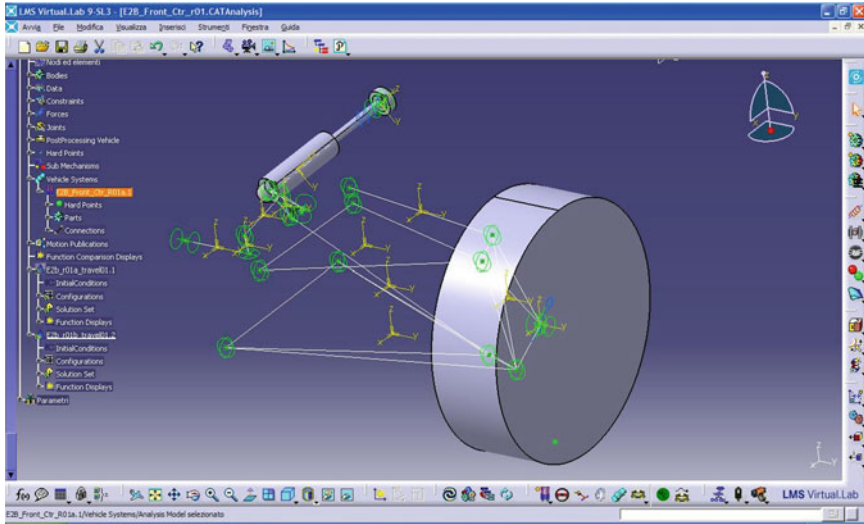 LMS Virtual.Lab 9-SL3 - [E2B_Front_Ctr_r01.CATAnalysis]
Avvia File Modifica Visualizza Inserisci Strumenti Finestra Guida
Nodi ed elementi
Bodies
Data
Constraints
Forces
Joints
PostProcessing Vehicle
Hard Points
Sub Mechanisms
Vehicle Systems
E2B_Front_Ctr_R01a.1
Hard Points
Parts
Connections
Motion Publications
Function Comparison Displays
E2b_r01a_travel01.1
InitialConditions
Configurations
Solution Set
Function Displays
E2b_r01b_travel01.2
InitialConditions
Configurations
Solution Set
Function Displays
Parametri
LMS Virtual.Lab
E2B_Front_Ctr_R01a.1/Vehicle Systems/Analysis Model selezionato